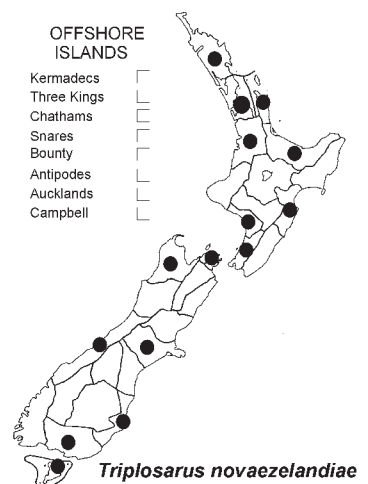 OFFSHORE
ISLANDS
Kermadecs
Three Kings
Chathams
Snares
Bounty
Antipodes
Aucklands
Campbell
Triplosarus novaezelandiae